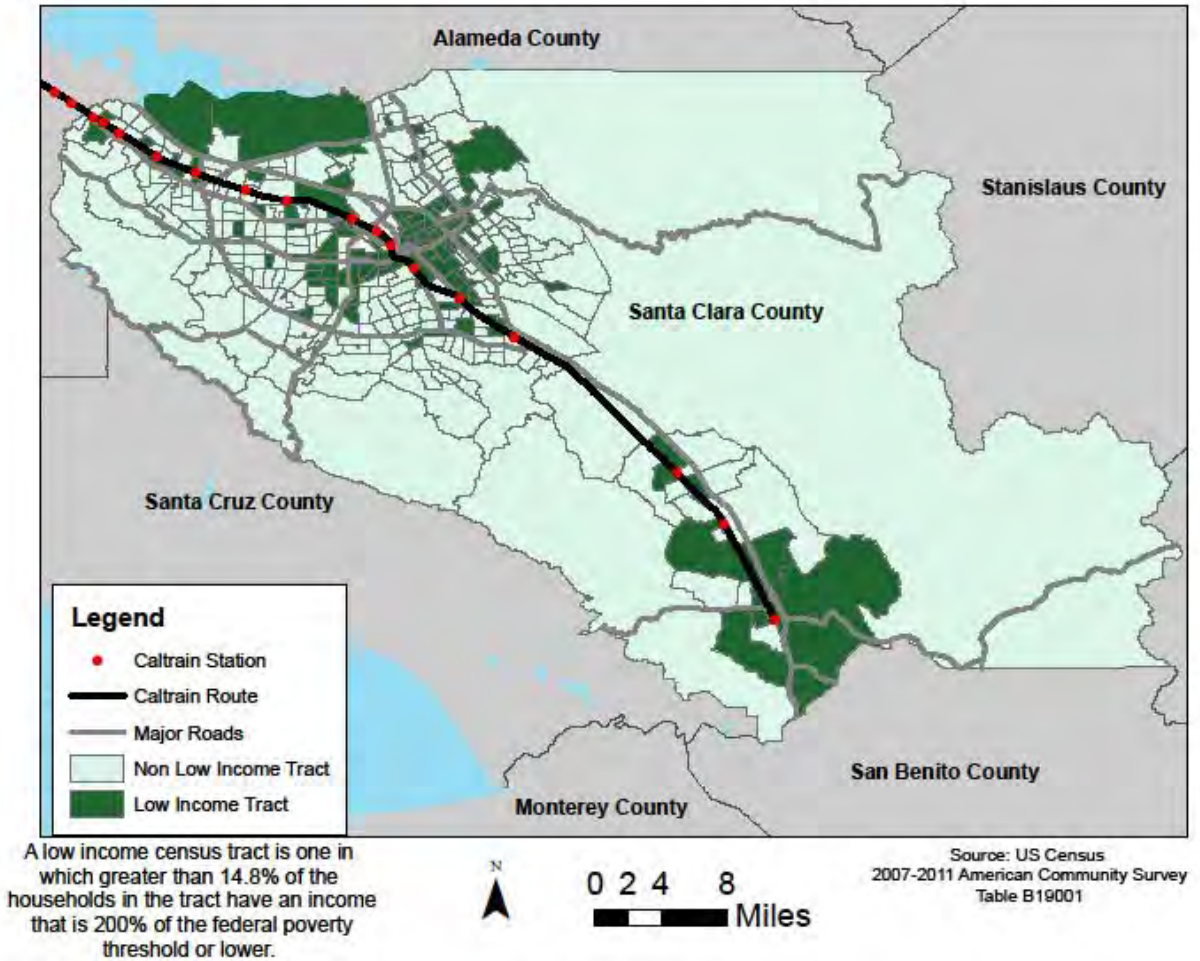 Alameda County
Stanislaus County
Santa Clara County
Santa Cruz County
Legend
Caltrain Station
Caltrain Route
Major Roads
Non Low Income Tract
Low Income Tract
San Benito County
Monterey County
A low income census tract is one in
which greater than 14.8% of the
households in the tract have an income
that is 200% of the federal poverty
threshold or lower.
N
0 2 4 8
Miles
Source: US Census
2007-2011 American Community Survey
Table B19001